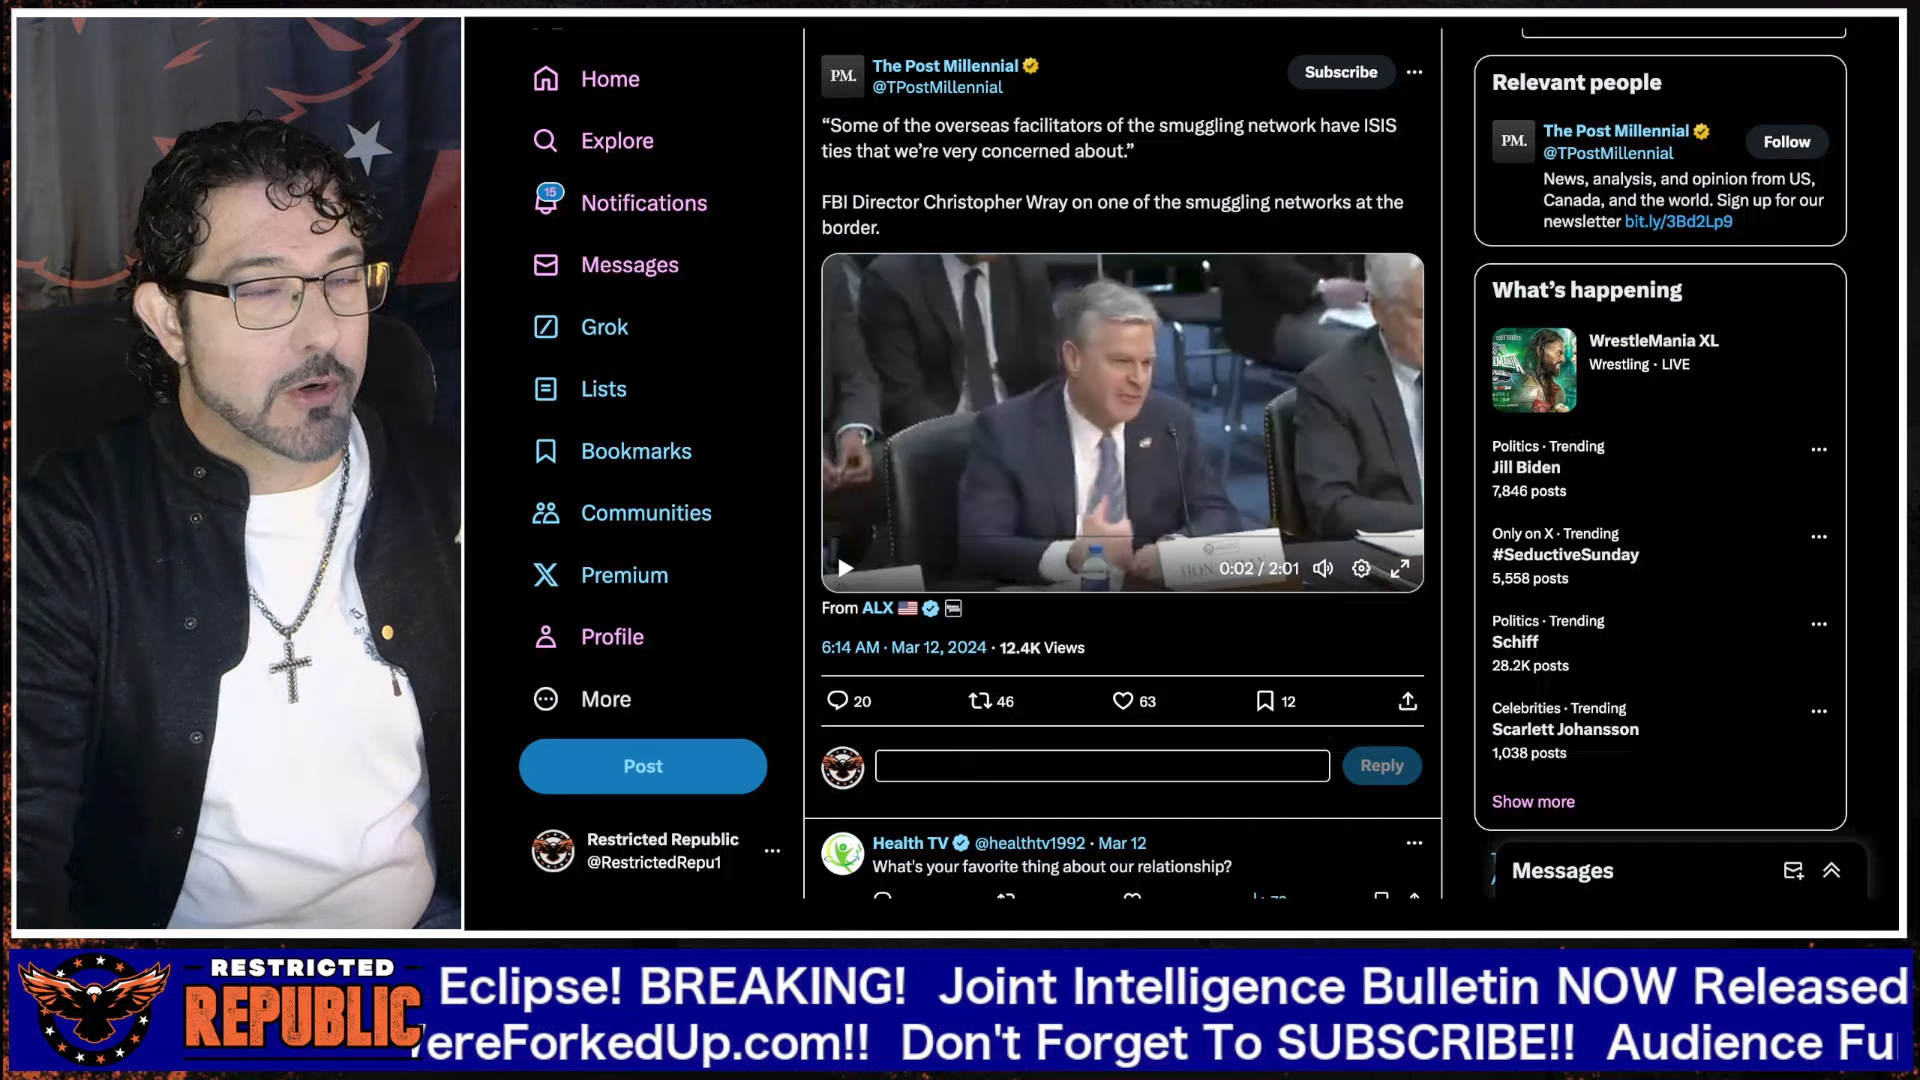 Home
Explore
15
Notifications
Messages
Grok
Lists
Bookmarks
Communities
Premium
Profile
More
Post
Restricted Republic
@RestrictedRepu1
PM.
The Post Millennial
@TPostMillennial
Subscribe
“Some of the overseas facilitators of the smuggling network have ISIS
ties that we’re very concerned about.”
FBI Director Christopher Wray on one of the smuggling networks at the
border.
HON.
0:02 / 2:01
From ALX
6:14 AM · Mar 12, 2024 · 12.4K Views
20
46
63
12
Reply
Health TV @healthtv1992 · Mar 12
What's your favorite thing about our relationship?
Relevant people
PM.
The Post Millennial
@TPostMillennial
Follow
News, analysis, and opinion from US,
Canada, and the world. Sign up for our
newsletter bit.ly/3Bd2Lp9
What’s happening
WrestleMania XL
Wrestling · LIVE
Politics · Trending
Jill Biden
7,846 posts
Only on X · Trending
#SeductiveSunday
5,558 posts
Politics · Trending
Schiff
28.2K posts
Celebrities · Trending
Scarlett Johansson
1,038 posts
Show more
Messages
RESTRICTED
REPUBLIC
Eclipse! BREAKING! Joint Intelligence Bulletin NOW Released
ereForkedUp.com!! Don't Forget To SUBSCRIBE!! Audience Fu